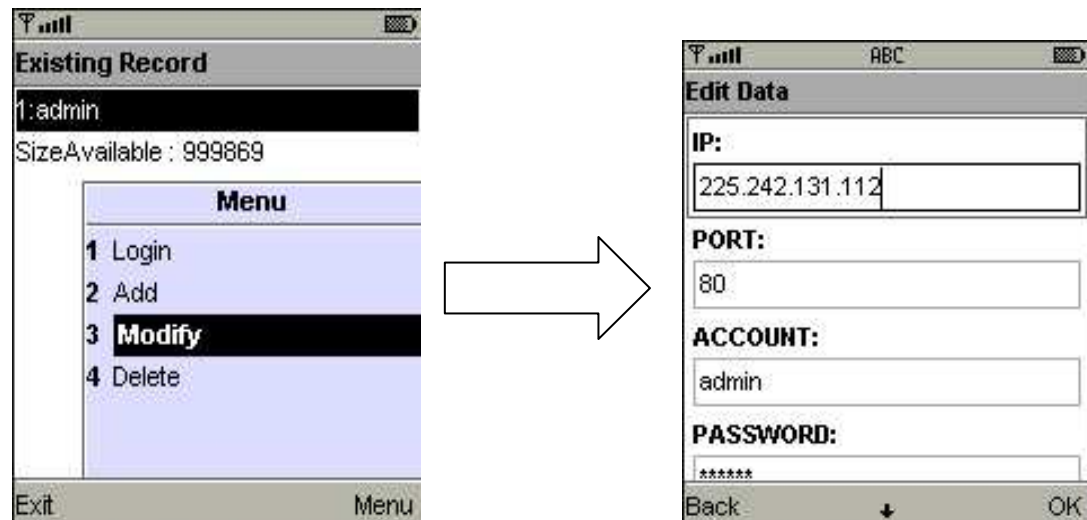 Existing Record
1:admin
SizeAvailable : 999869
Menu
1 Login
2 Add
3 Modify
4 Delete
Exit
Menu
ABC
Edit Data
IP:
225.242.131.112
PORT:
80
ACCOUNT:
admin
PASSWORD:
******
Back
OK